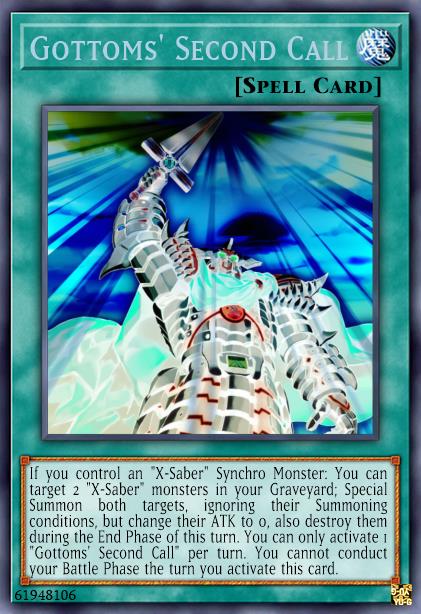 Gottoms' Second Call 魔
[Spell Card]
If you control an "X-Saber" Synchro Monster: You can
target 2 "X-Saber" monsters in your Graveyard; Special
Summon both targets, ignoring their Summoning
conditions, but change their ATK to 0, also destroy them
during the End Phase of this turn. You can only activate 1
"Gottoms' Second Call" per turn. You cannot conduct
your Battle Phase the turn you activate this card.
61948106